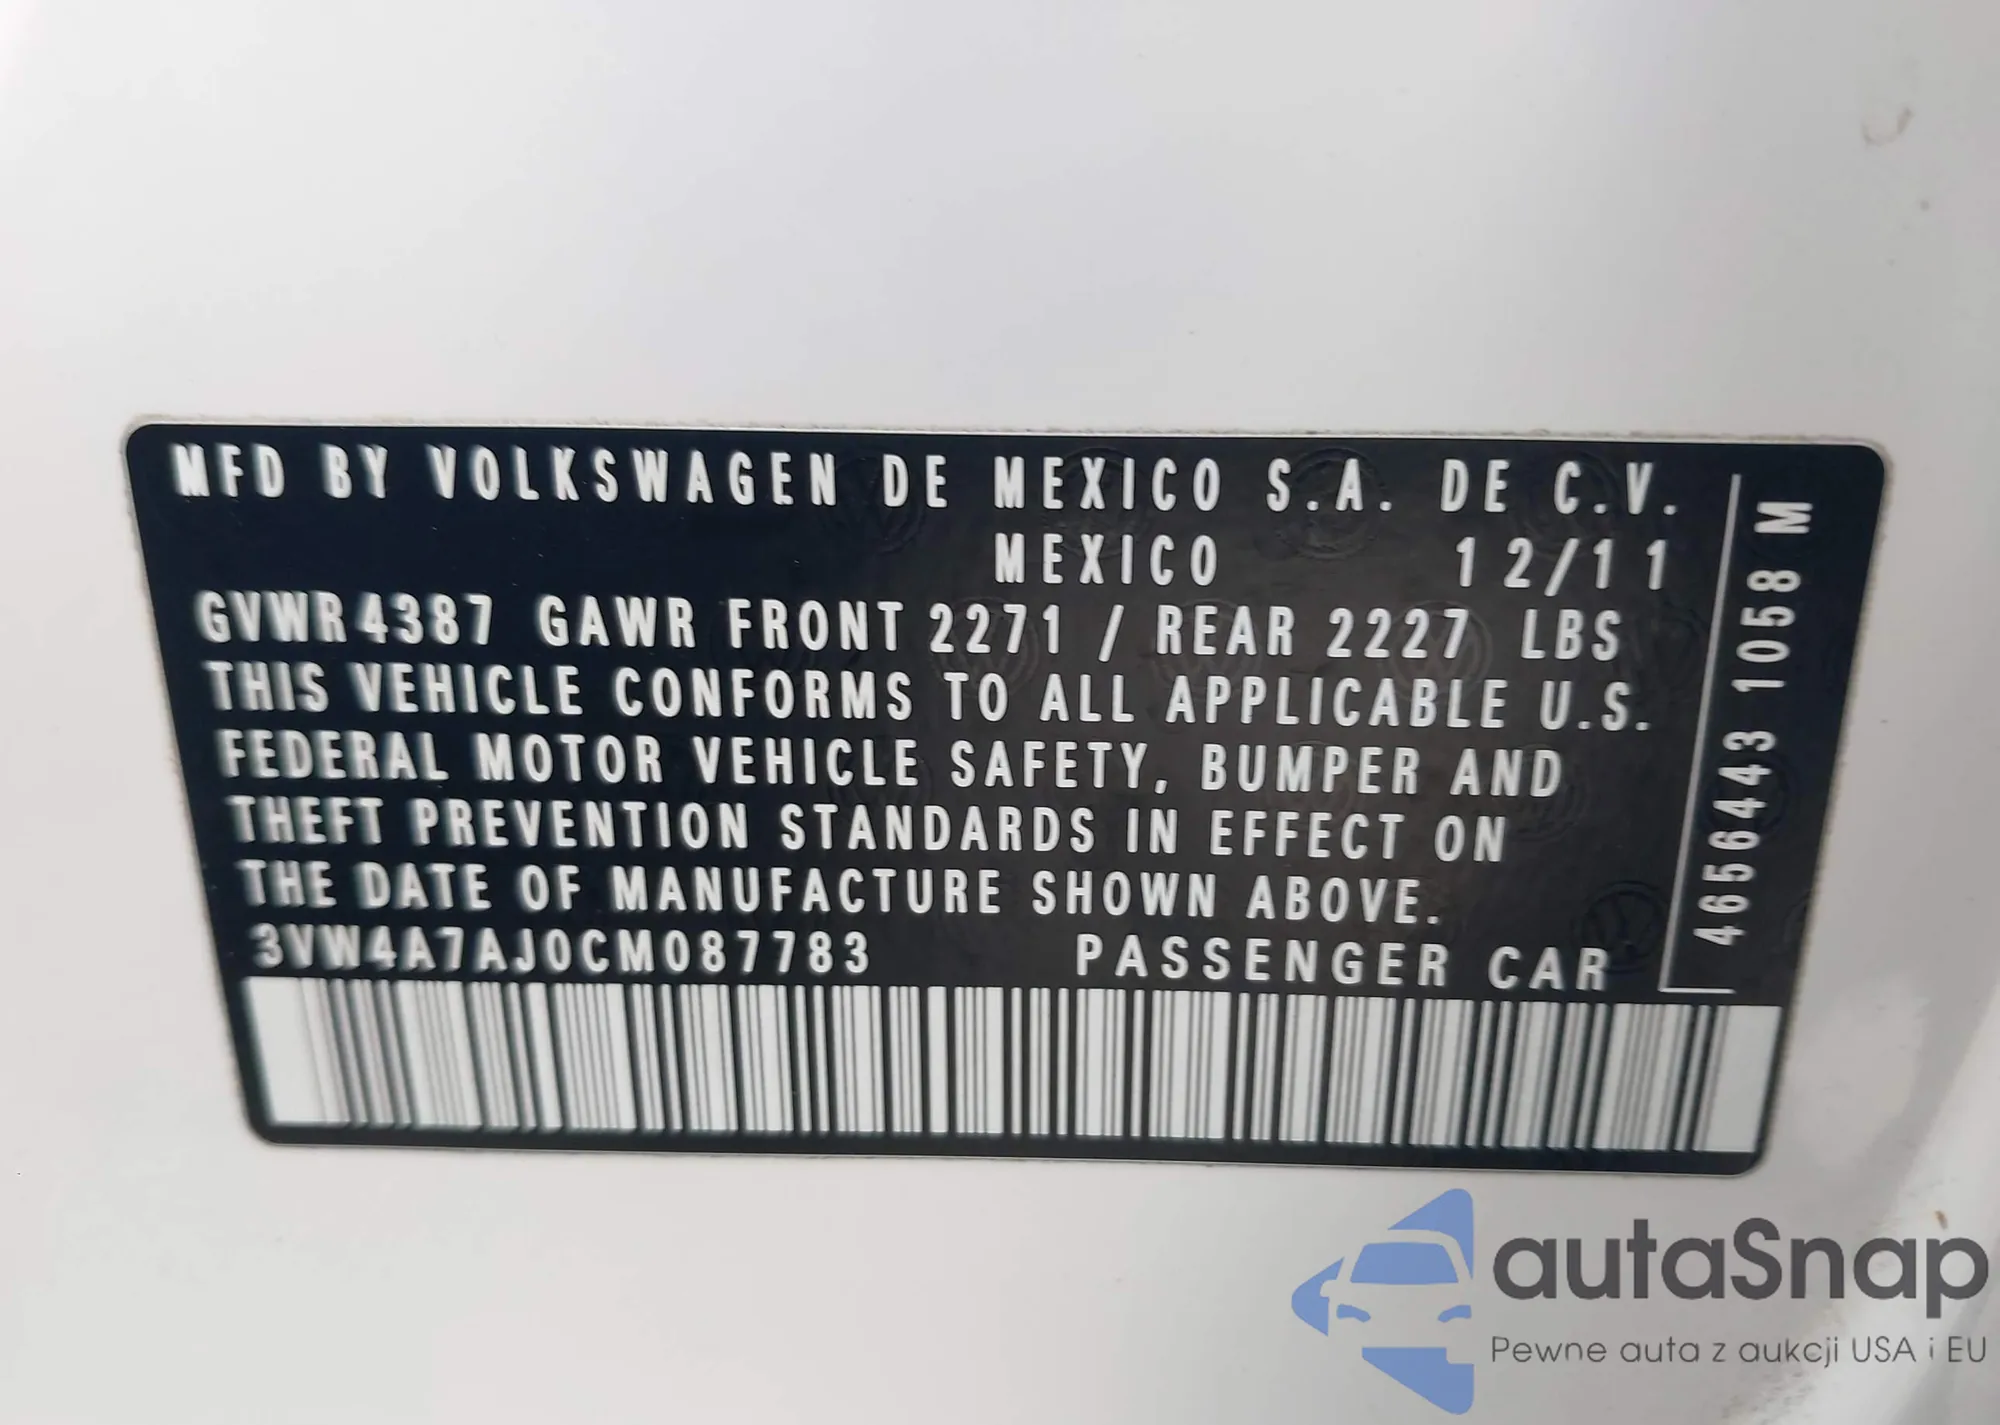 MFD BY VOLKSWAGEN DE MEXICO S.A. DE C.V.
MEXICO 12/11
GVWR 4387 GAWR FRONT 2271 / REAR 2227 LBS
THIS VEHICLE CONFORMS TO ALL APPLICABLE U.S.
FEDERAL MOTOR VEHICLE SAFETY, BUMPER AND
THEFT PREVENTION STANDARDS IN EFFECT ON
THE DATE OF MANUFACTURE SHOWN ABOVE.
3VW4A7AJ0CM087783 PASSENGER CAR
4656443 1058 M
autaSnap
Pewne auta z aukcji USA i EU